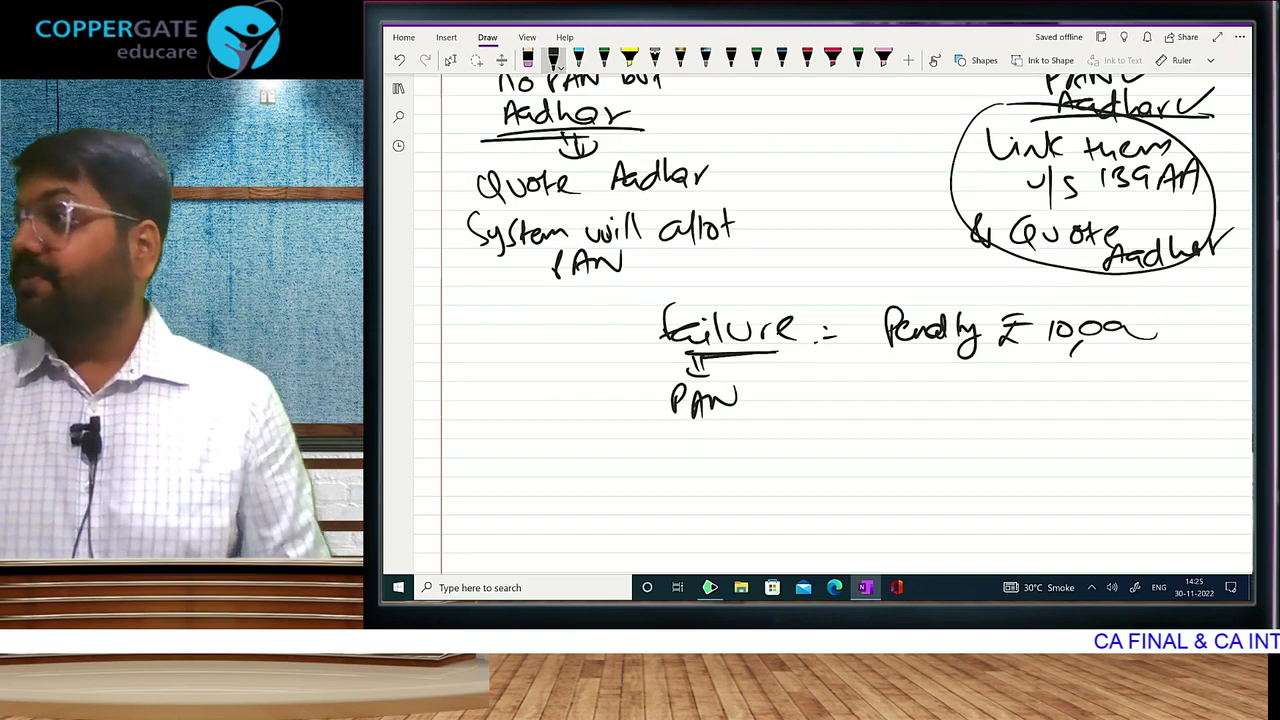 COPPERGATE
educare
Home Insert Draw View Help
Saved offline
Share
Shapes
Ink to Shape
Ink to Text
Ruler
no PAN but
Aadhar
Quote Aadhar
System will allot
PAN
PAN ✓
Aadhar ✓
Link them
u/s 139AA
& Quote
Aadhar
failure :-
Penalty ₹ 10,000
PAN
Type here to search
30°C Smoke
ENG
14:25
30-11-2022
CA FINAL & CA INT